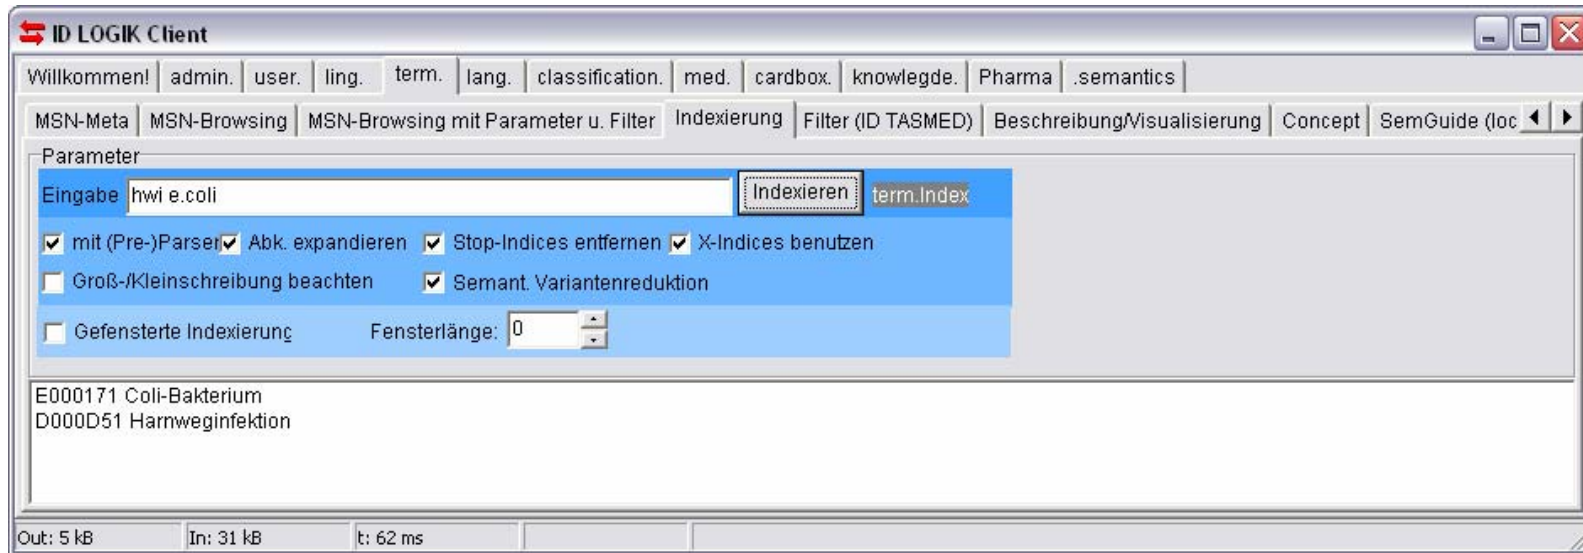 ID LOGIK Client
Willkommen! admin. user. ling. term. lang. classification. med. cardbox. knowlegde. Pharma .semantics
MSN-Meta MSN-Browsing MSN-Browsing mit Parameter u. Filter Indexierung Filter (ID TASMED) Beschreibung/Visualisierung Concept SemGuide (loc
Parameter
Eingabe hwi e.coli Indexieren term.Index
mit (Pre-)Parser Abk. expandieren Stop-Indices entfernen X-Indices benutzen
Groß-/Kleinschreibung beachten Semant. Variantenreduktion
Gefensterte Indexierung Fensterlänge: 0
E000171 Coli-Bakterium
D000D51 Harnweginfektion
Out: 5 kB In: 31 kB t: 62 ms